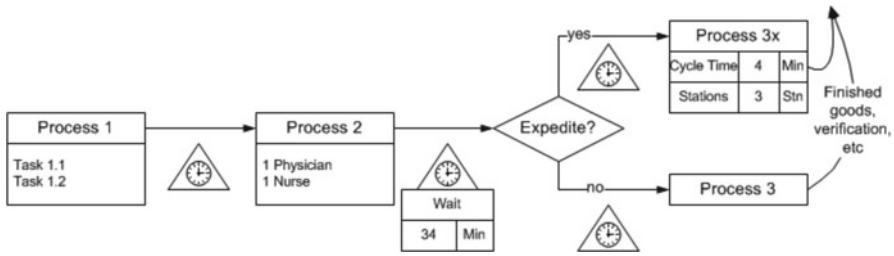 Process 1
Task 1.1
Task 1.2
Process 2
1 Physician
1 Nurse
Wait
34 Min
Expedite?
yes
no
Process 3x
Cycle Time 4 Min
Stations 3 Stn
Process 3
Finished
goods,
verification,
etc